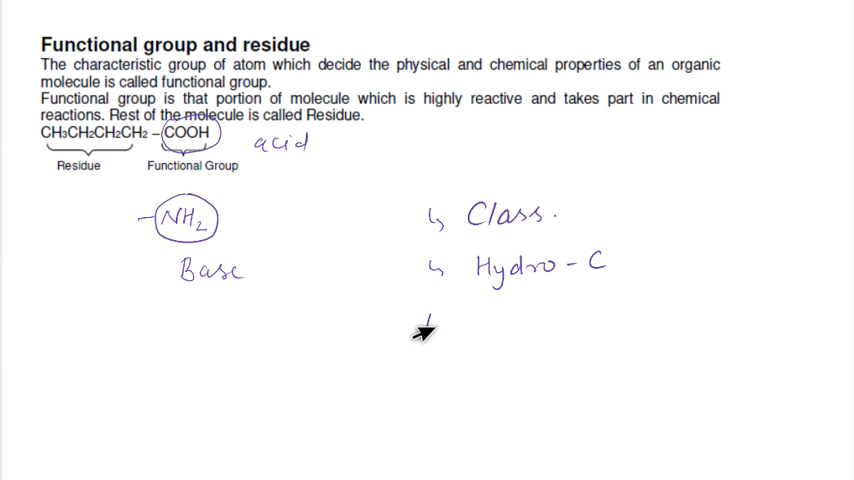 Functional group and residue
The characteristic group of atom which decide the physical and chemical properties of an organic
molecule is called functional group.
Functional group is that portion of molecule which is highly reactive and takes part in chemical
reactions. Rest of the molecule is called Residue.
CH₃CH₂CH₂CH₂ – COOH acid
Residue Functional Group
–NH₂ ↳ Class.
Base ↳ Hydro - C